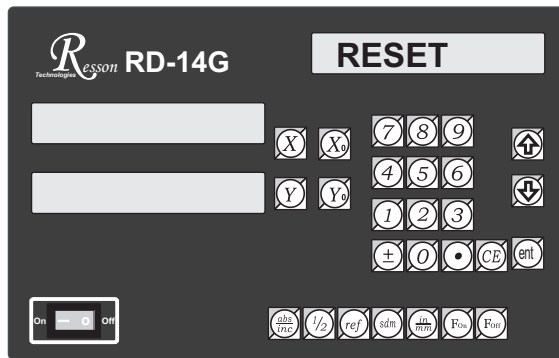 Resson Technologies RD-14G
RESET
X X0 7 8 9
4 5 6
Y Y0
1 2 3
± 0 • CE ent
On — o Off
abs/inc 1/2 ref sdm in/mm FOn FOff